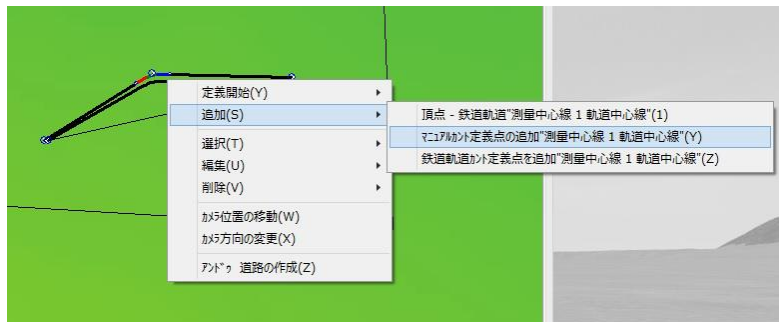 定義開始(Y)
追加(S)
選択(T)
編集(U)
削除(V)
ｶﾒﾗ位置の移動(W)
ｶﾒﾗ方向の変更(X)
ｱﾝﾄﾞｩ 道路の作成(Z)
頂点 - 鉄道軌道"測量中心線 1 軌道中心線"(1)
ﾏﾆｭｱﾙｶﾝﾄ定義点の追加"測量中心線 1 軌道中心線"(Y)
鉄道軌道ｶﾝﾄ定義点を追加"測量中心線 1 軌道中心線"(Z)